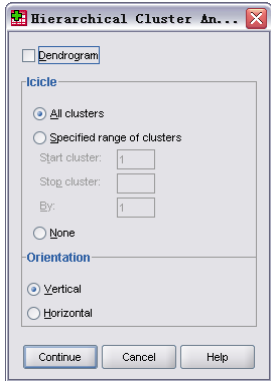 Hierarchical Cluster An...
Dendrogram
Icicle
All clusters
Specified range of clusters
Start cluster: 1
Stop cluster:
By: 1
None
Orientation
Vertical
Horizontal
Continue Cancel Help